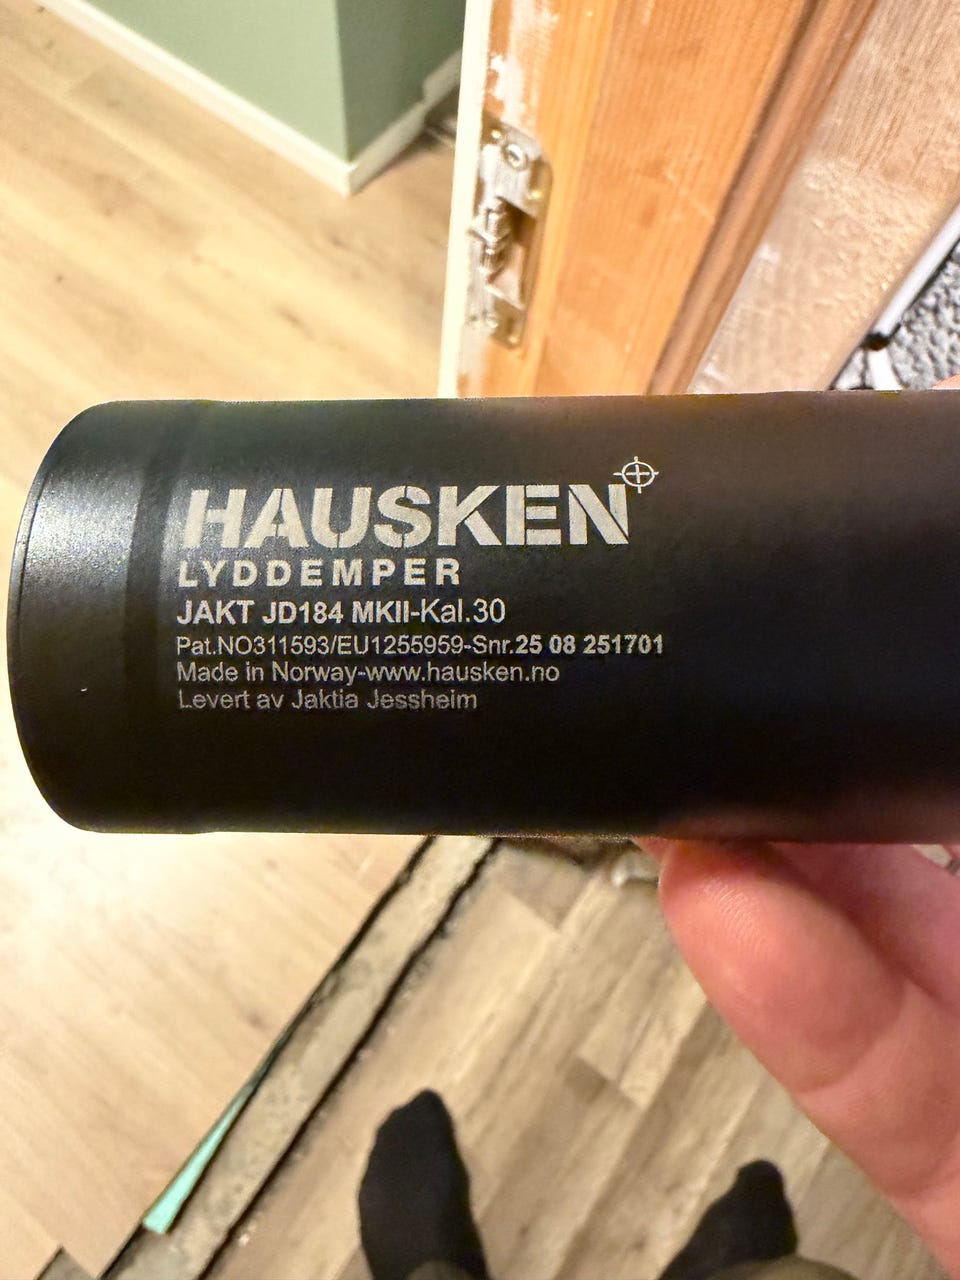 HAUSKEN
LYDDEMPER
JAKT JD184 MKII-Kal.30
Pat.NO311593/EU1255959-Snr.25 08 251701
Made in Norway-www.hausken.no
Levert av Jaktia Jessheim